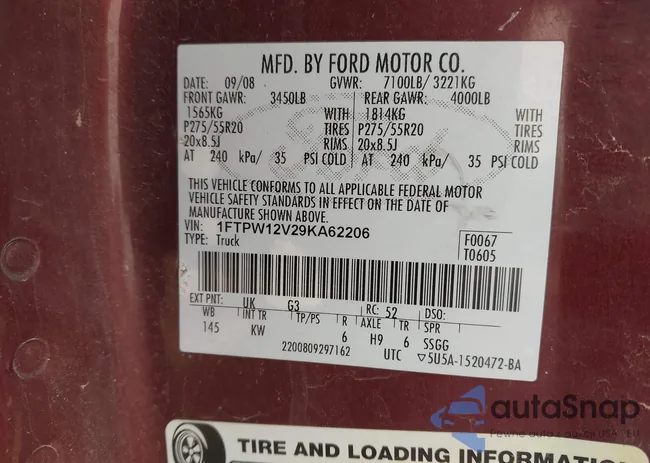 MFD. BY FORD MOTOR CO.
DATE: 09/08 GVWR: 7100LB/ 3221KG
FRONT GAWR: 3450LB REAR GAWR: 4000LB
1565KG WITH 1814KG WITH
P275/55R20 TIRES P275/55R20 TIRES
20x8.5J RIMS 20x8.5J RIMS
AT 240 kPa/ 35 PSI COLD AT 240 kPa/ 35 PSI COLD
THIS VEHICLE CONFORMS TO ALL APPLICABLE FEDERAL MOTOR
VEHICLE SAFETY STANDARDS IN EFFECT ON THE DATE OF
MANUFACTURE SHOWN ABOVE.
VIN: 1FTPW12V29KA62206
TYPE: Truck
F0067
T0605
EXT PNT: UK G3 RC: 52 DSO:
WB INT TR TP/PS R AXLE TR SPR
145 KW 6 H9 6 SSGG
2200809297162 UTC ▽5U5A-1520472-BA
autaSnap
Pewne auta z aukcji USA i EU
TIRE AND LOADING INFORMATION